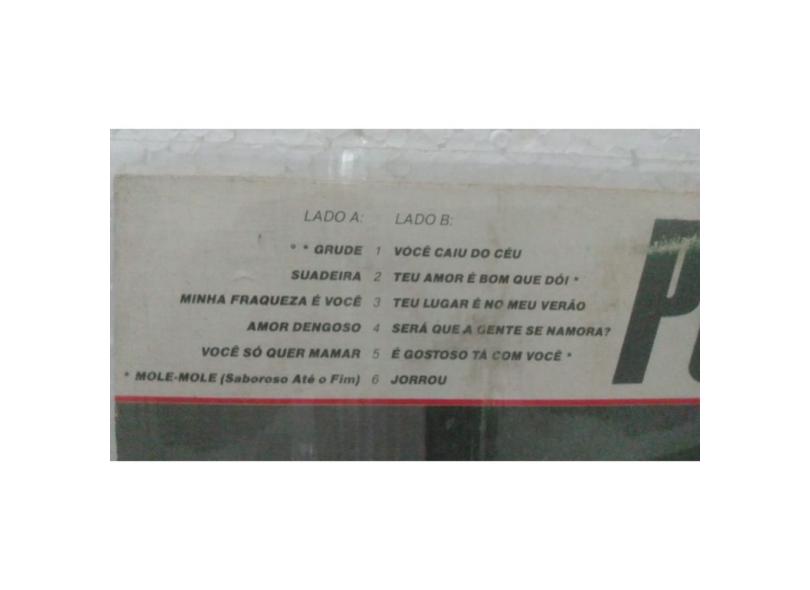 LADO A: LADO B:
* * GRUDE 1 VOCÊ CAIU DO CÉU
SUADEIRA 2 TEU AMOR É BOM QUE DÓI *
MINHA FRAQUEZA É VOCÊ 3 TEU LUGAR É NO MEU VERÃO
AMOR DENGOSO 4 SERÁ QUE A GENTE SE NAMORA?
VOCÊ SÓ QUER MAMAR 5 É GOSTOSO TÁ COM VOCÊ *
* MOLE-MOLE (Saboroso Até o Fim) 6 JORROU